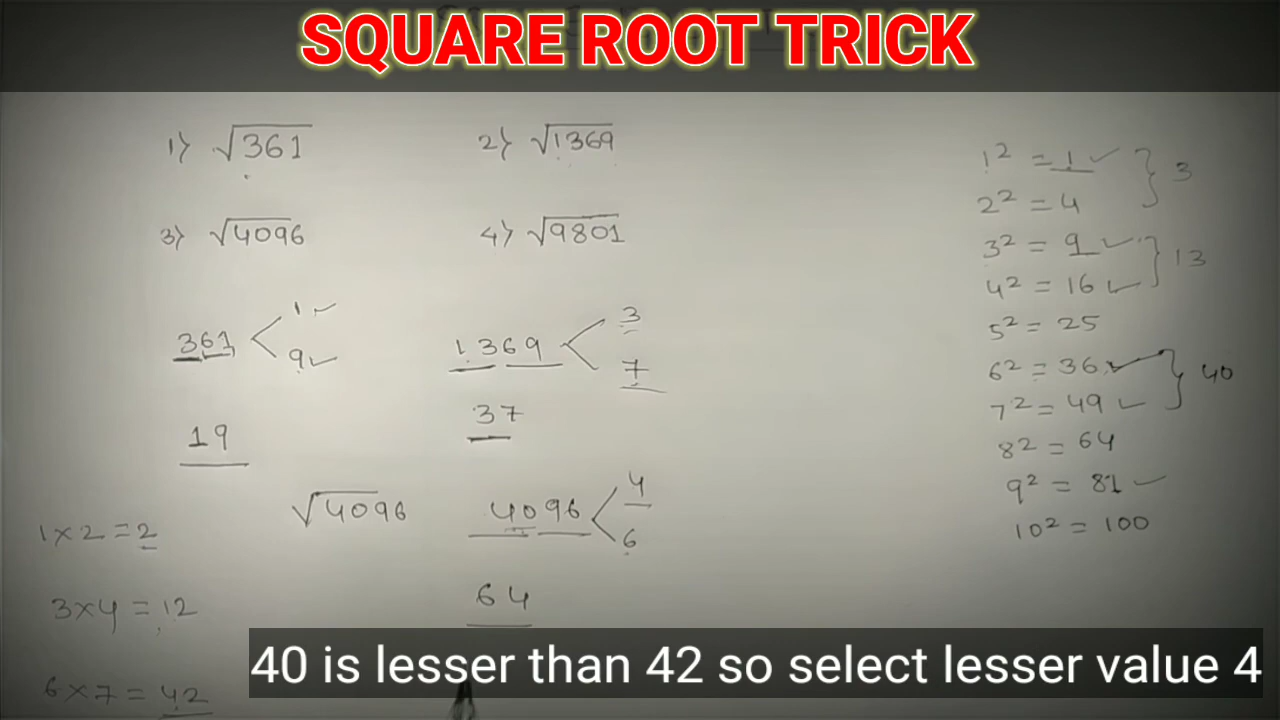 SQUARE ROOT TRICK
1) √361
2) √1369
3) √4096
4) √9801
361 < 1 ✓
9 ✓
19
1369 < 3
7
37
√4096
4096 < 4
6
64
1×2=2
3×4=12
6×7=42
1² = 1 ✓
2² = 4
} 3
3² = 9 ✓
4² = 16 ✓
} 13
5² = 25
6² = 36 ✓
7² = 49 ✓
} 40
8² = 64
9² = 81 ✓
10² = 100
40 is lesser than 42 so select lesser value 4